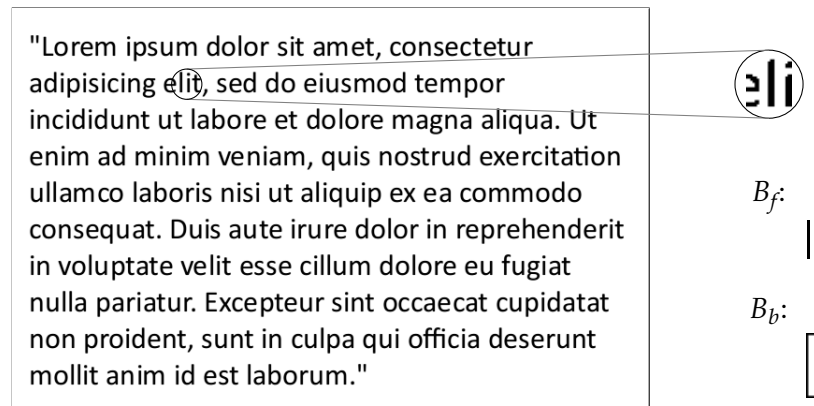 "Lorem ipsum dolor sit amet, consectetur
adipisicing elit, sed do eiusmod tempor
incididunt ut labore et dolore magna aliqua. Ut
enim ad minim veniam, quis nostrud exercitation
ullamco laboris nisi ut aliquip ex ea commodo
consequat. Duis aute irure dolor in reprehenderit
in voluptate velit esse cillum dolore eu fugiat
nulla pariatur. Excepteur sint occaecat cupidatat
non proident, sunt in culpa qui officia deserunt
mollit anim id est laborum."
eli
B_f:
B_b: